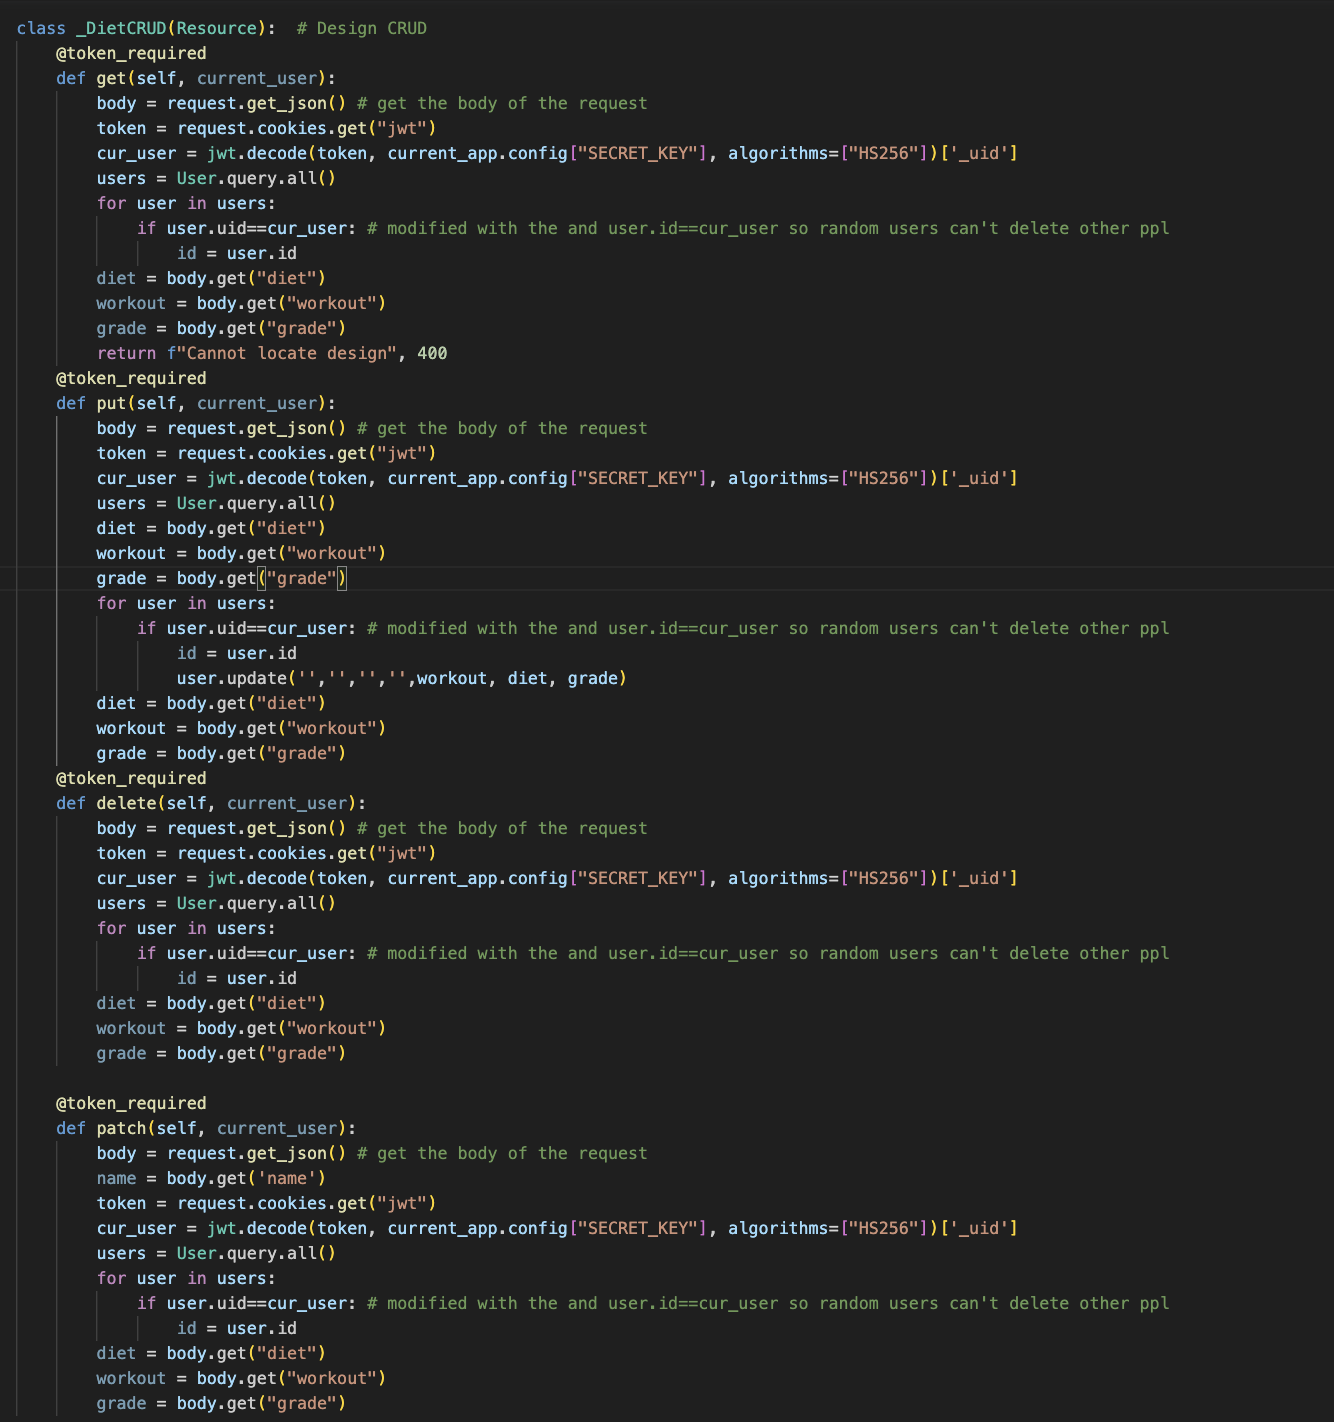 class _DietCRUD(Resource):  # Design CRUD
    @token_required
    def get(self, current_user):
        body = request.get_json() # get the body of the request
        token = request.cookies.get("jwt")
        cur_user = jwt.decode(token, current_app.config["SECRET_KEY"], algorithms=["HS256"])['_uid']
        users = User.query.all()
        for user in users:
            if user.uid==cur_user: # modified with the and user.id==cur_user so random users can't delete other ppl
                id = user.id
        diet = body.get("diet")
        workout = body.get("workout")
        grade = body.get("grade")
        return f"Cannot locate design", 400
    @token_required
    def put(self, current_user):
        body = request.get_json() # get the body of the request
        token = request.cookies.get("jwt")
        cur_user = jwt.decode(token, current_app.config["SECRET_KEY"], algorithms=["HS256"])['_uid']
        users = User.query.all()
        diet = body.get("diet")
        workout = body.get("workout")
        grade = body.get("grade")
        for user in users:
            if user.uid==cur_user: # modified with the and user.id==cur_user so random users can't delete other ppl
                id = user.id
                user.update('','','','',workout, diet, grade)
        diet = body.get("diet")
        workout = body.get("workout")
        grade = body.get("grade")
    @token_required
    def delete(self, current_user):
        body = request.get_json() # get the body of the request
        token = request.cookies.get("jwt")
        cur_user = jwt.decode(token, current_app.config["SECRET_KEY"], algorithms=["HS256"])['_uid']
        users = User.query.all()
        for user in users:
            if user.uid==cur_user: # modified with the and user.id==cur_user so random users can't delete other ppl
                id = user.id
        diet = body.get("diet")
        workout = body.get("workout")
        grade = body.get("grade")

    @token_required
    def patch(self, current_user):
        body = request.get_json() # get the body of the request
        name = body.get('name')
        token = request.cookies.get("jwt")
        cur_user = jwt.decode(token, current_app.config["SECRET_KEY"], algorithms=["HS256"])['_uid']
        users = User.query.all()
        for user in users:
            if user.uid==cur_user: # modified with the and user.id==cur_user so random users can't delete other ppl
                id = user.id
        diet = body.get("diet")
        workout = body.get("workout")
        grade = body.get("grade")